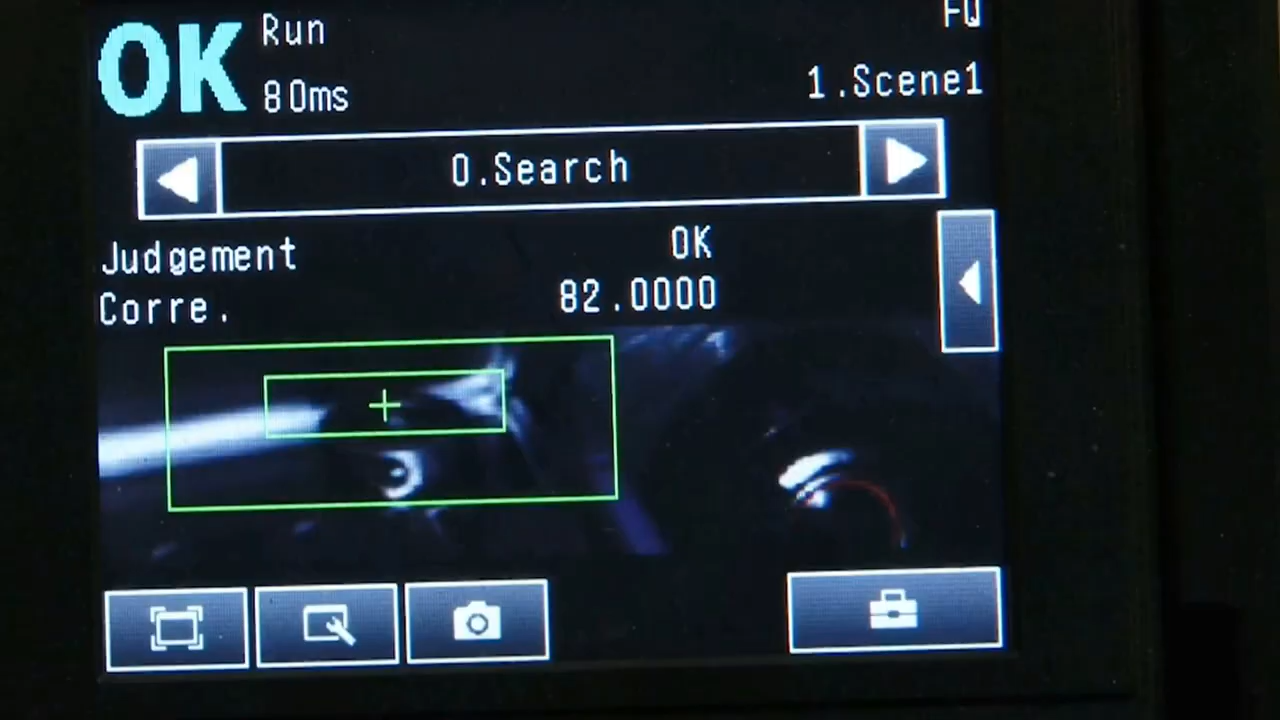 OK Run FQ
80ms 1.Scene1
0.Search
Judgement OK
Corre. 82.0000